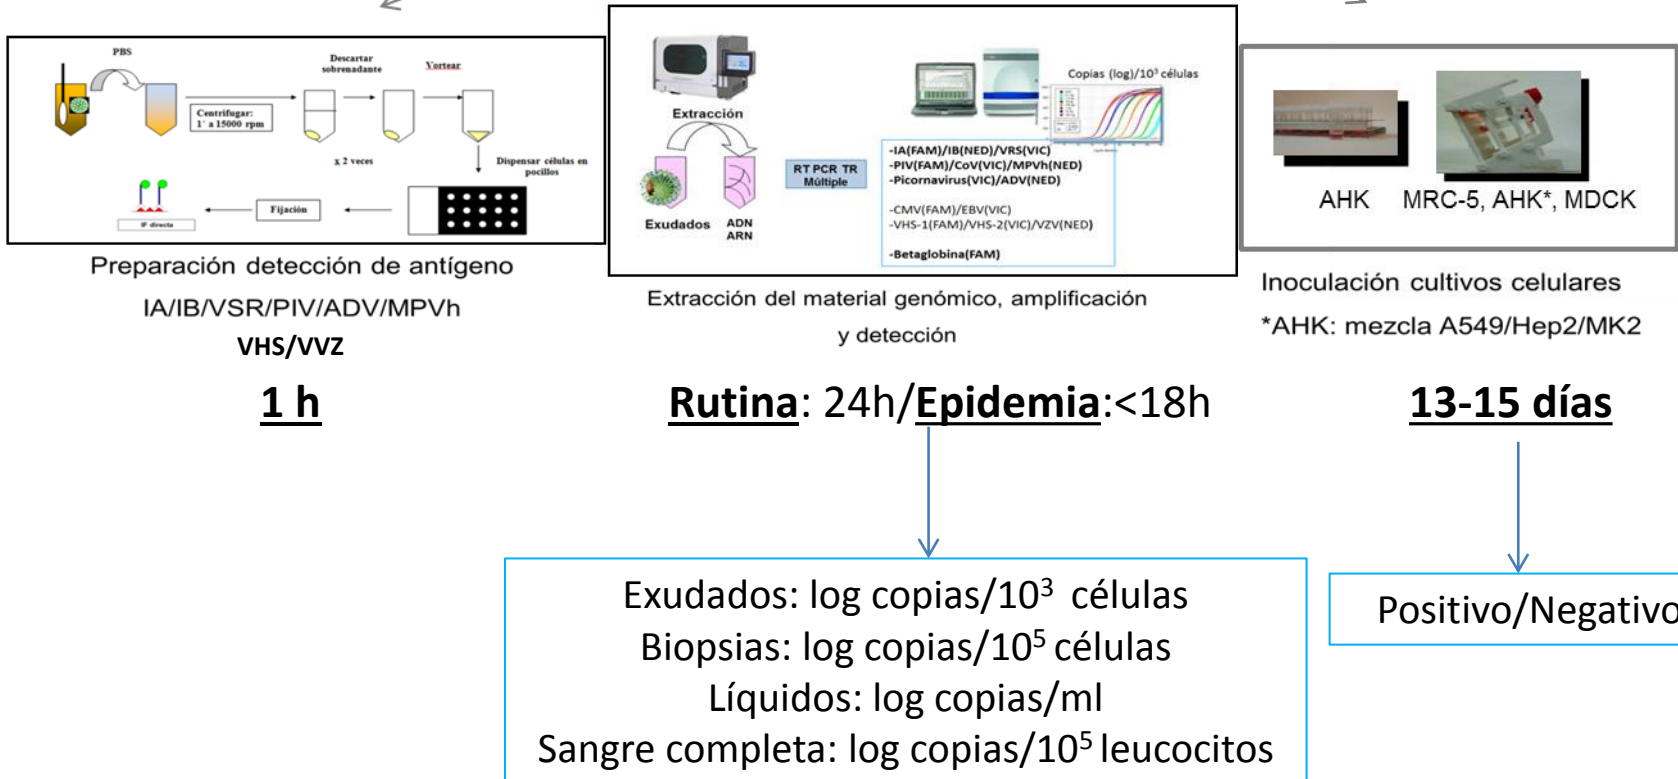 PBS
Descartar
sobrenadante
Vortear
Centrifugar:
1´ a 15000 rpm
x 2 veces
Dispensar células en
pocillos
Fijación
IF directa
Preparación detección de antígeno
IA/IB/VSR/PIV/ADV/MPVh
VHS/VVZ
1 h
Extracción
Exudados
ADN
ARN
RT PCR TR
Múltiple
Copias (log)/10³ células
-IA(FAM)/IB(NED)/VRS(VIC)
-PIV(FAM)/CoV(VIC)/MPVh(NED)
-Picornavirus(VIC)/ADV(NED)
-CMV(FAM)/EBV(VIC)
-VHS-1(FAM)/VHS-2(VIC)/VZV(NED)
-Betaglobina(FAM)
Extracción del material genómico, amplificación
y detección
Rutina: 24h/Epidemia:<18h
Exudados: log copias/10³ células
Biopsias: log copias/10⁵ células
Líquidos: log copias/ml
Sangre completa: log copias/10⁵ leucocitos
AHK
MRC-5, AHK*, MDCK
Inoculación cultivos celulares
*AHK: mezcla A549/Hep2/MK2
13-15 días
Positivo/Negativo